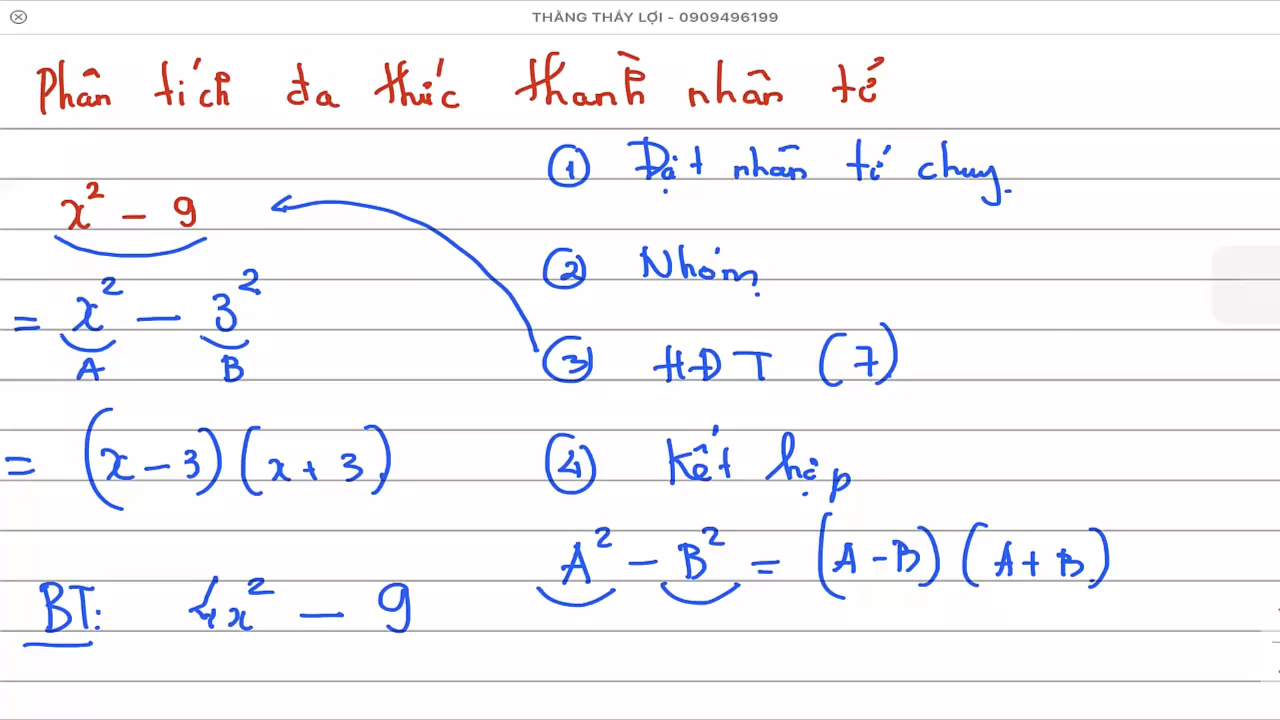 THẦNG THẦY LỢI - 0909496199
Phân tích đa thức thành nhân tử
x² - 9
= x² - 3²
A B
= (x - 3) (x + 3)
BT: 4x² - 9
① Đặt nhân tử chung.
② Nhóm
③ HĐT (7)
④ Kết hợp
A² - B² = (A - B) (A + B)